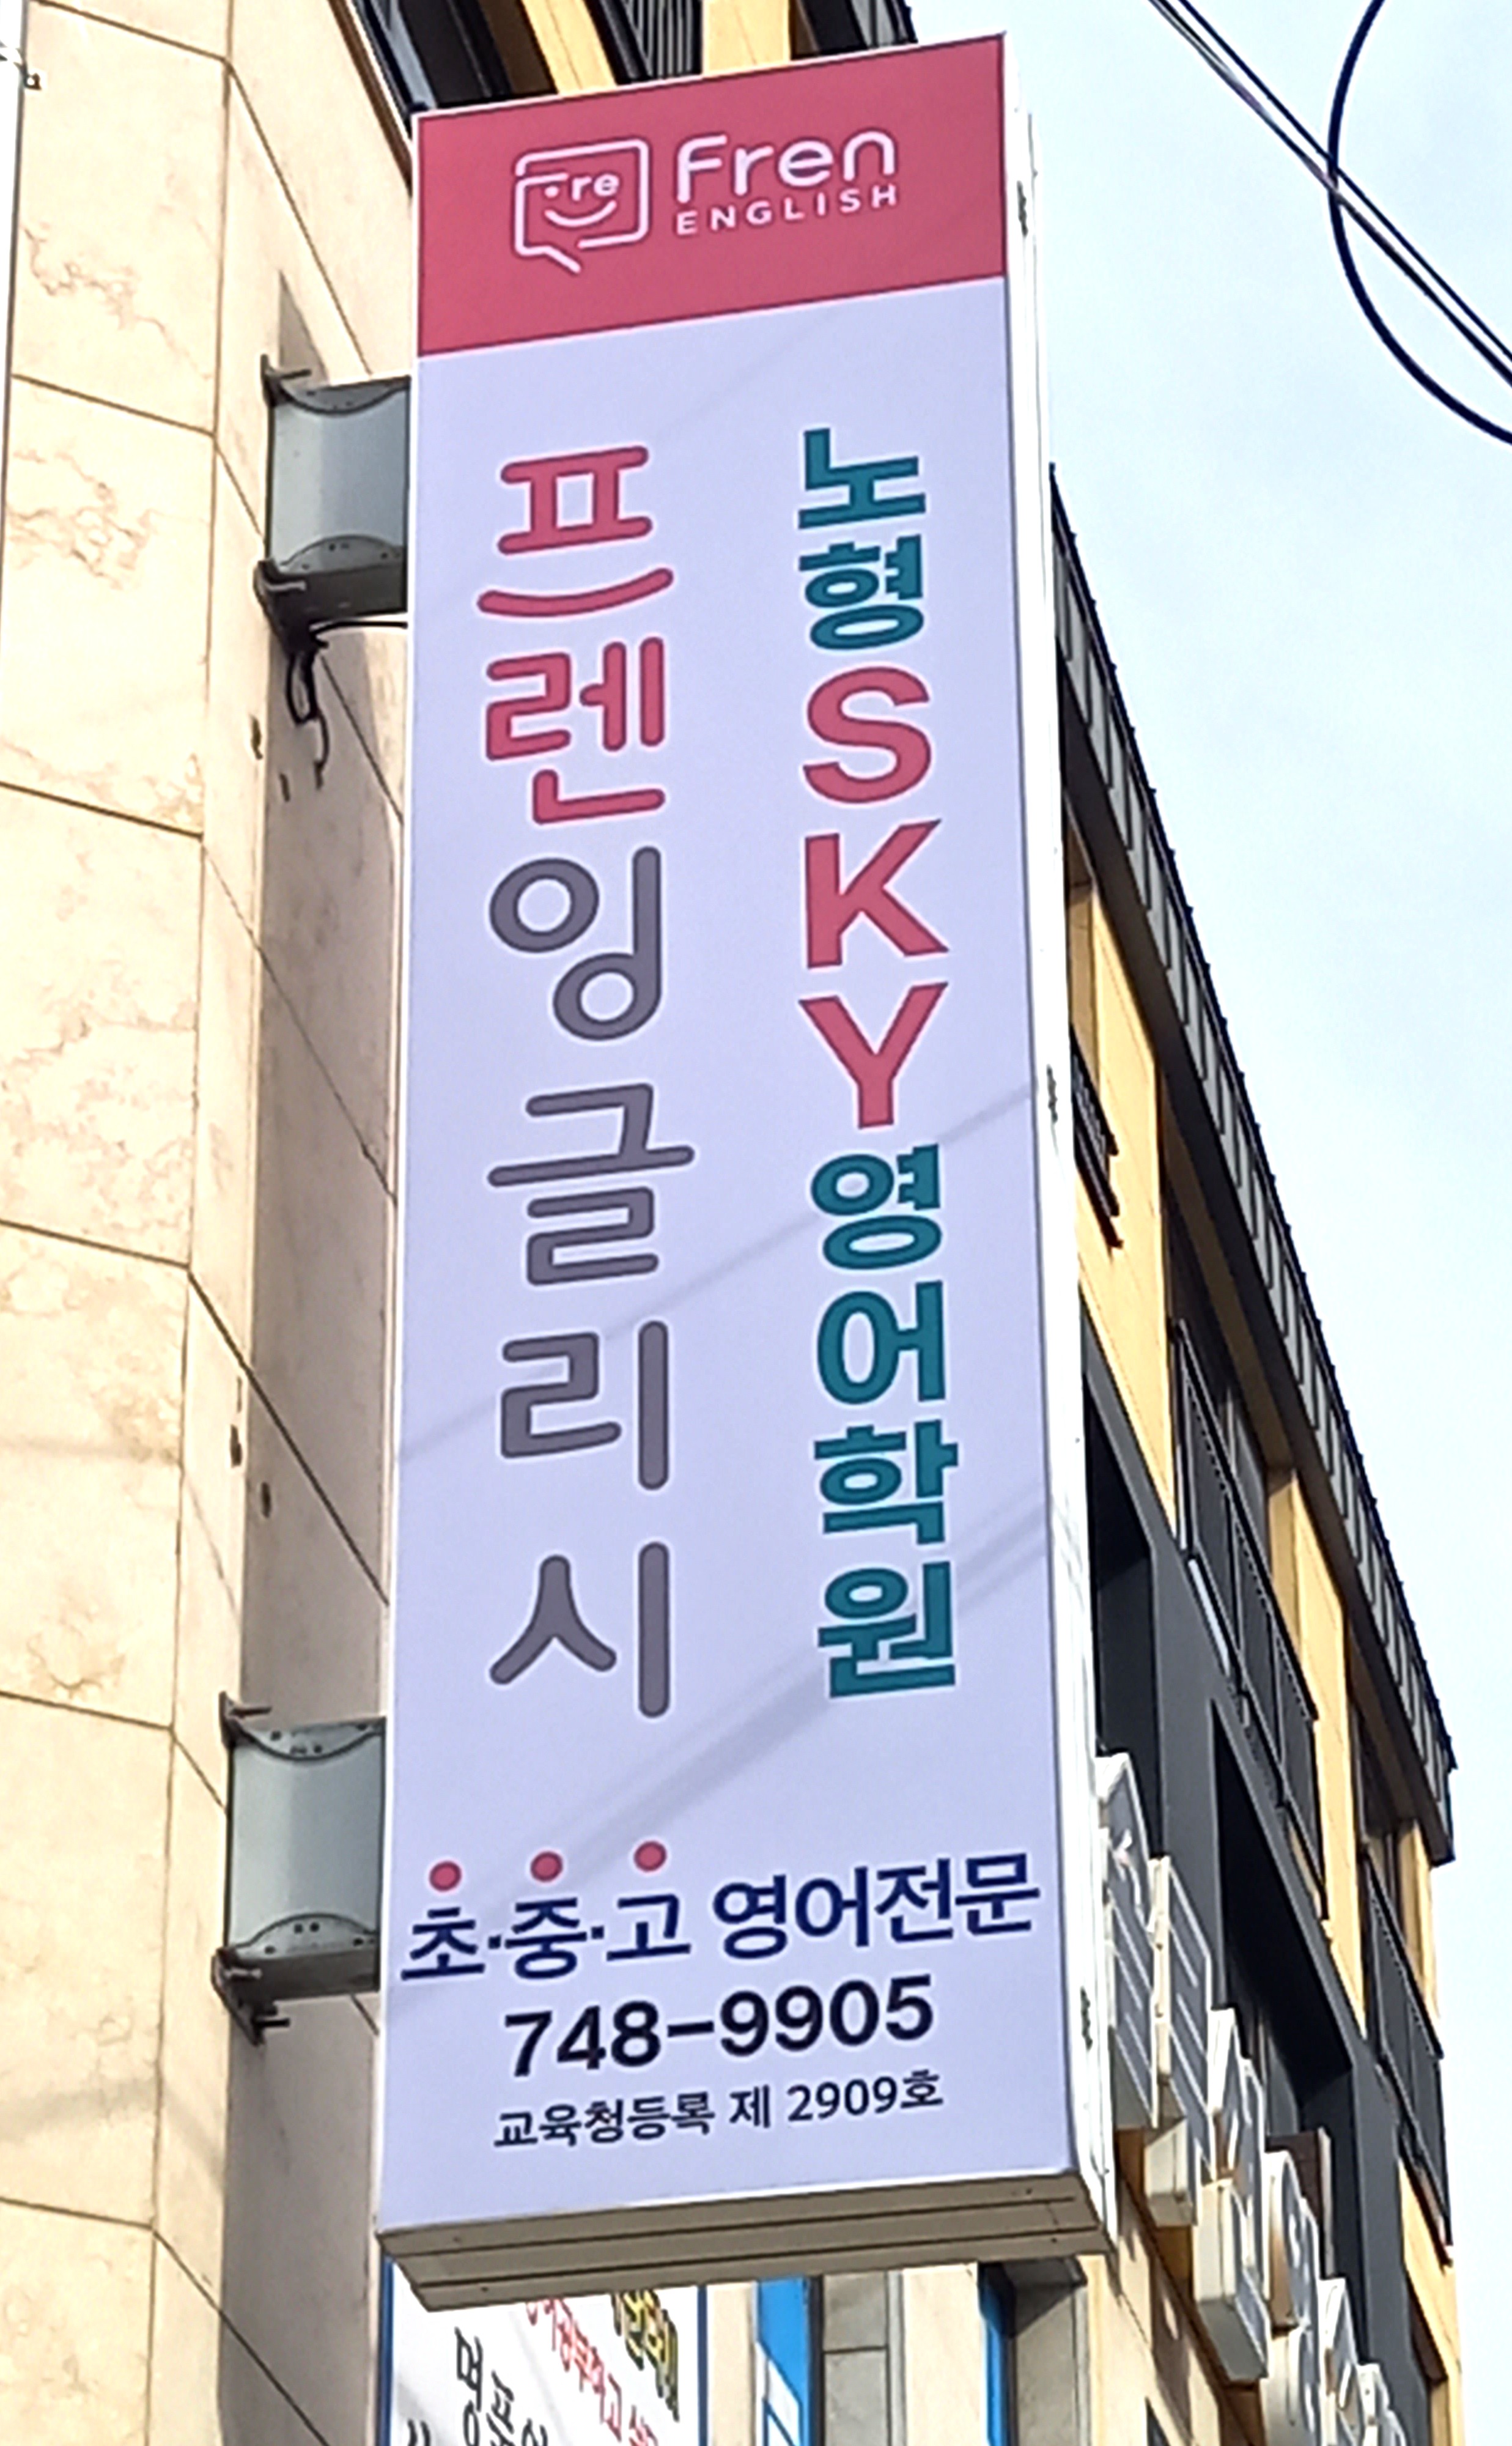 re
Fren
ENGLISH
노형SKY영어학원
프렌잉글리시
초·중·고 영어전문
748-9905
교육청등록 제 2909호